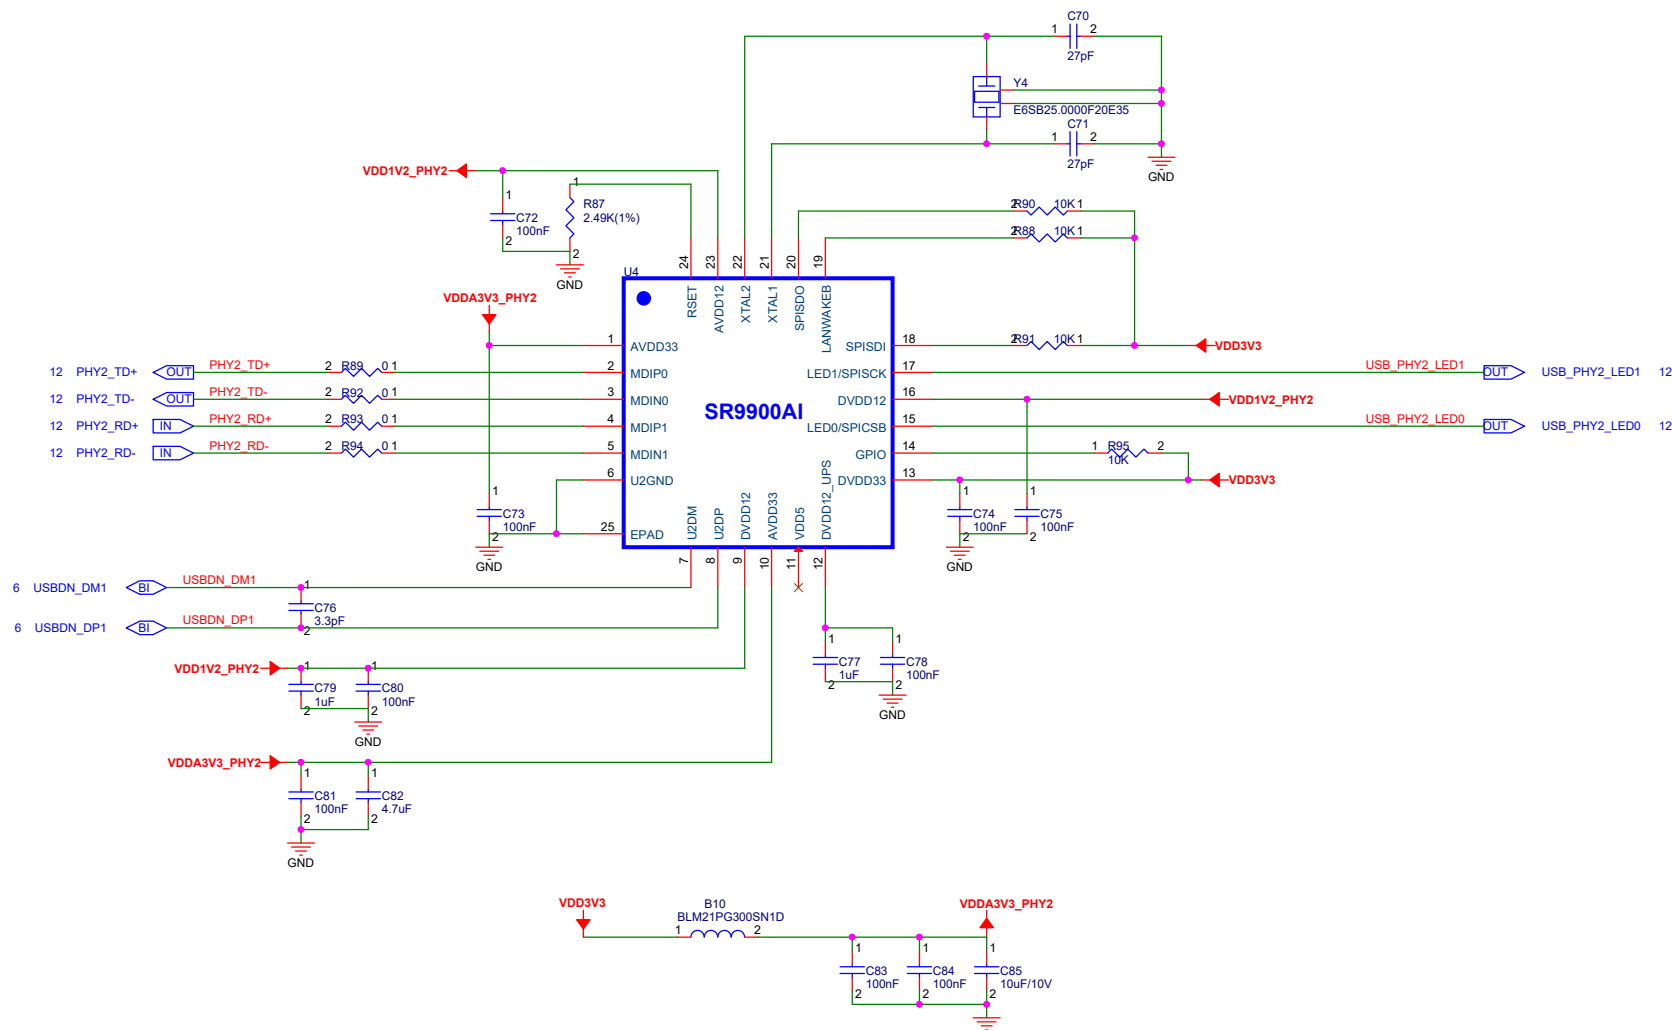 C70
1 2
27pF
Y4
E6SB25.0000F20E35
C71
1 2
27pF
GND
VDD1V2_PHY2
1
C72
100nF
2
1
R87
2.49K(1%)
2
GND
2 R90 10K 1
2 R88 10K 1
24 23 22 21 20 19
U4
RSET AVDD12 XTAL2 XTAL1 SPISDO LANWAKEB
VDDA3V3_PHY2
1 AVDD33
SPISDI 18
2 R91 10K 1
VDD3V3
12 PHY2_TD+ OUT PHY2_TD+ 2 R89 0 1 2 MDIP0
LED1/SPISCK 17 USB_PHY2_LED1 OUT USB_PHY2_LED1 12
12 PHY2_TD- OUT PHY2_TD- 2 R92 0 1 3 MDIN0
DVDD12 16 VDD1V2_PHY2
SR9900AI
12 PHY2_RD+ IN PHY2_RD+ 2 R93 0 1 4 MDIP1
LED0/SPICSB 15 USB_PHY2_LED0 OUT USB_PHY2_LED0 12
12 PHY2_RD- IN PHY2_RD- 2 R94 0 1 5 MDIN1
GPIO 14 1 R95 2
10K
6 U2GND
DVDD33 13 VDD3V3
1
C73
100nF
2
GND
25 EPAD
1
C74
100nF
2
GND
1
C75
100nF
2
U2DM U2DP DVDD12 AVDD33 VDD5 DVDD12_UPS
7 8 9 10 11 12
6 USBDN_DM1 BI USBDN_DM1
1
C76
3.3pF
2
6 USBDN_DP1 BI USBDN_DP1
1
C77
1uF
2
1
C78
100nF
2
GND
VDD1V2_PHY2
1
C79
1uF
2
1
C80
100nF
2
GND
VDDA3V3_PHY2
1
C81
100nF
2
1
C82
4.7uF
2
GND
VDD3V3
B10
BLM21PG300SN1D
1 2
VDDA3V3_PHY2
1
C83
100nF
2
1
C84
100nF
2
1
C85
10uF/10V
2